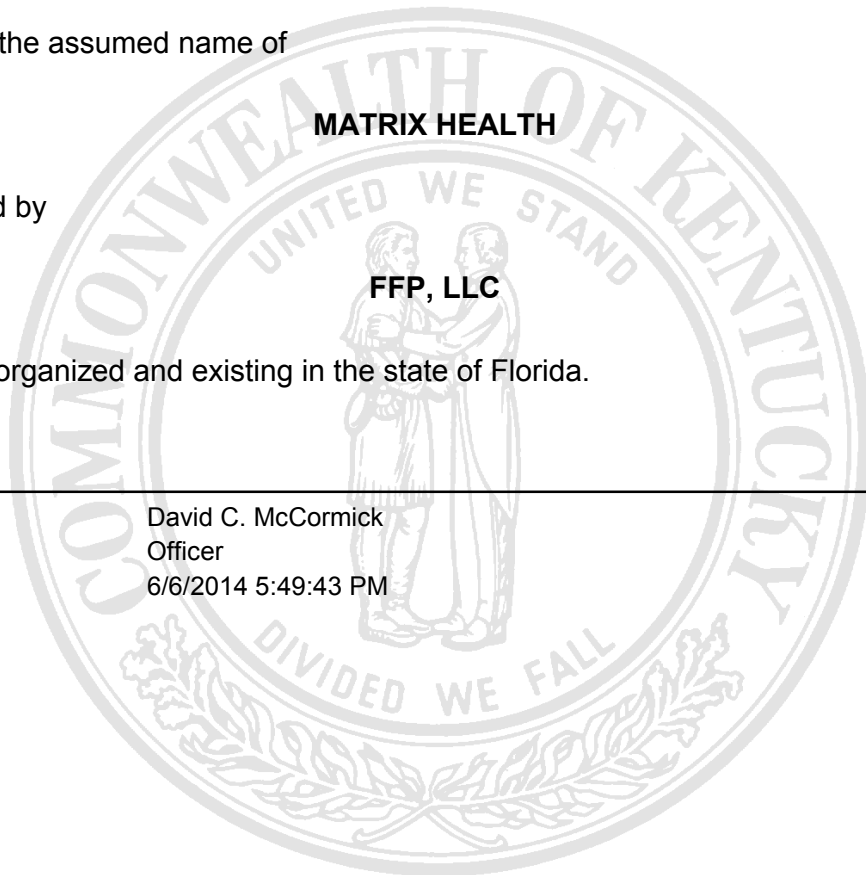 the assumed name of
MATRIX HEALTH
d by
FFP, LLC
organized and existing in the state of Florida.
David C. McCormick
Officer
6/6/2014 5:49:43 PM
COMMONWEALTH OF KENTUCKY
UNITED WE STAND
DIVIDED WE FALL